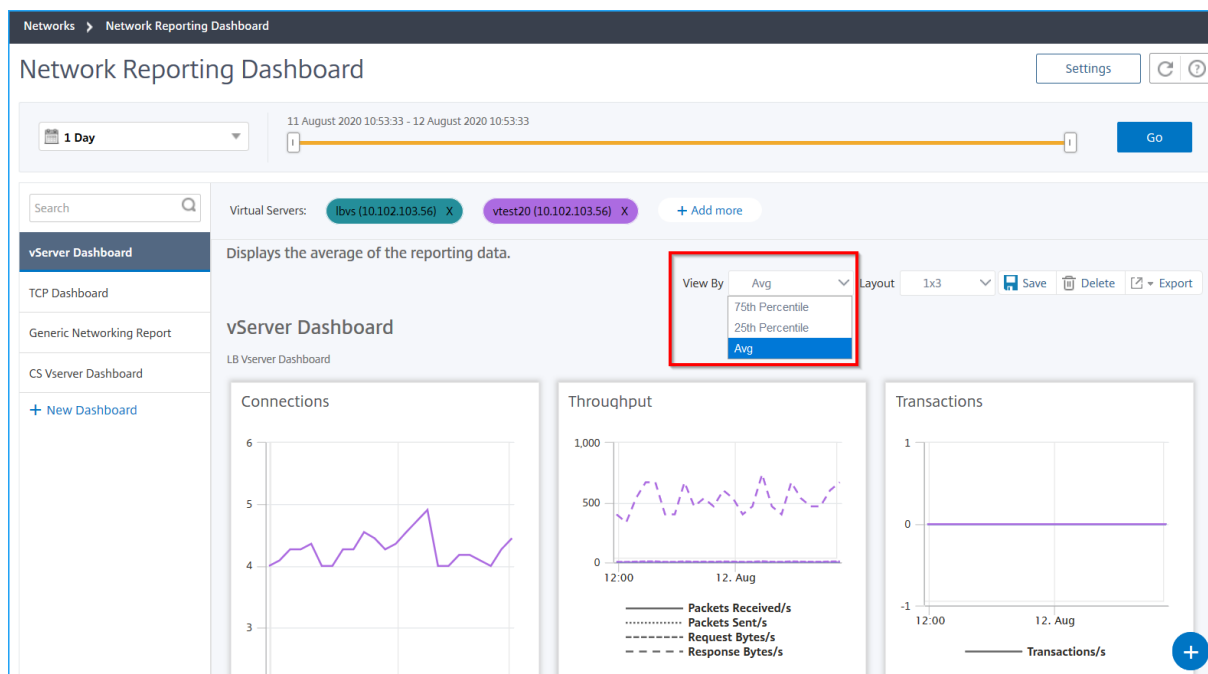 Networks > Network Reporting Dashboard
Network Reporting Dashboard
Settings
1 Day
11 August 2020 10:53:33 - 12 August 2020 10:53:33
Go
Search
Virtual Servers:
lbvs (10.102.103.56) X
vtest20 (10.102.103.56) X
+ Add more
vServer Dashboard
TCP Dashboard
Generic Networking Report
CS Vserver Dashboard
+ New Dashboard
Displays the average of the reporting data.
View By Avg
75th Percentile
25th Percentile
Avg
Layout 1x3
Save
Delete
Export
vServer Dashboard
LB Vserver Dashboard
Connections
6
5
4
3
Throughput
1,000
500
0
12:00
12. Aug
Packets Received/s
Packets Sent/s
Request Bytes/s
Response Bytes/s
Transactions
1
0
-1
12:00
12. Aug
Transactions/s